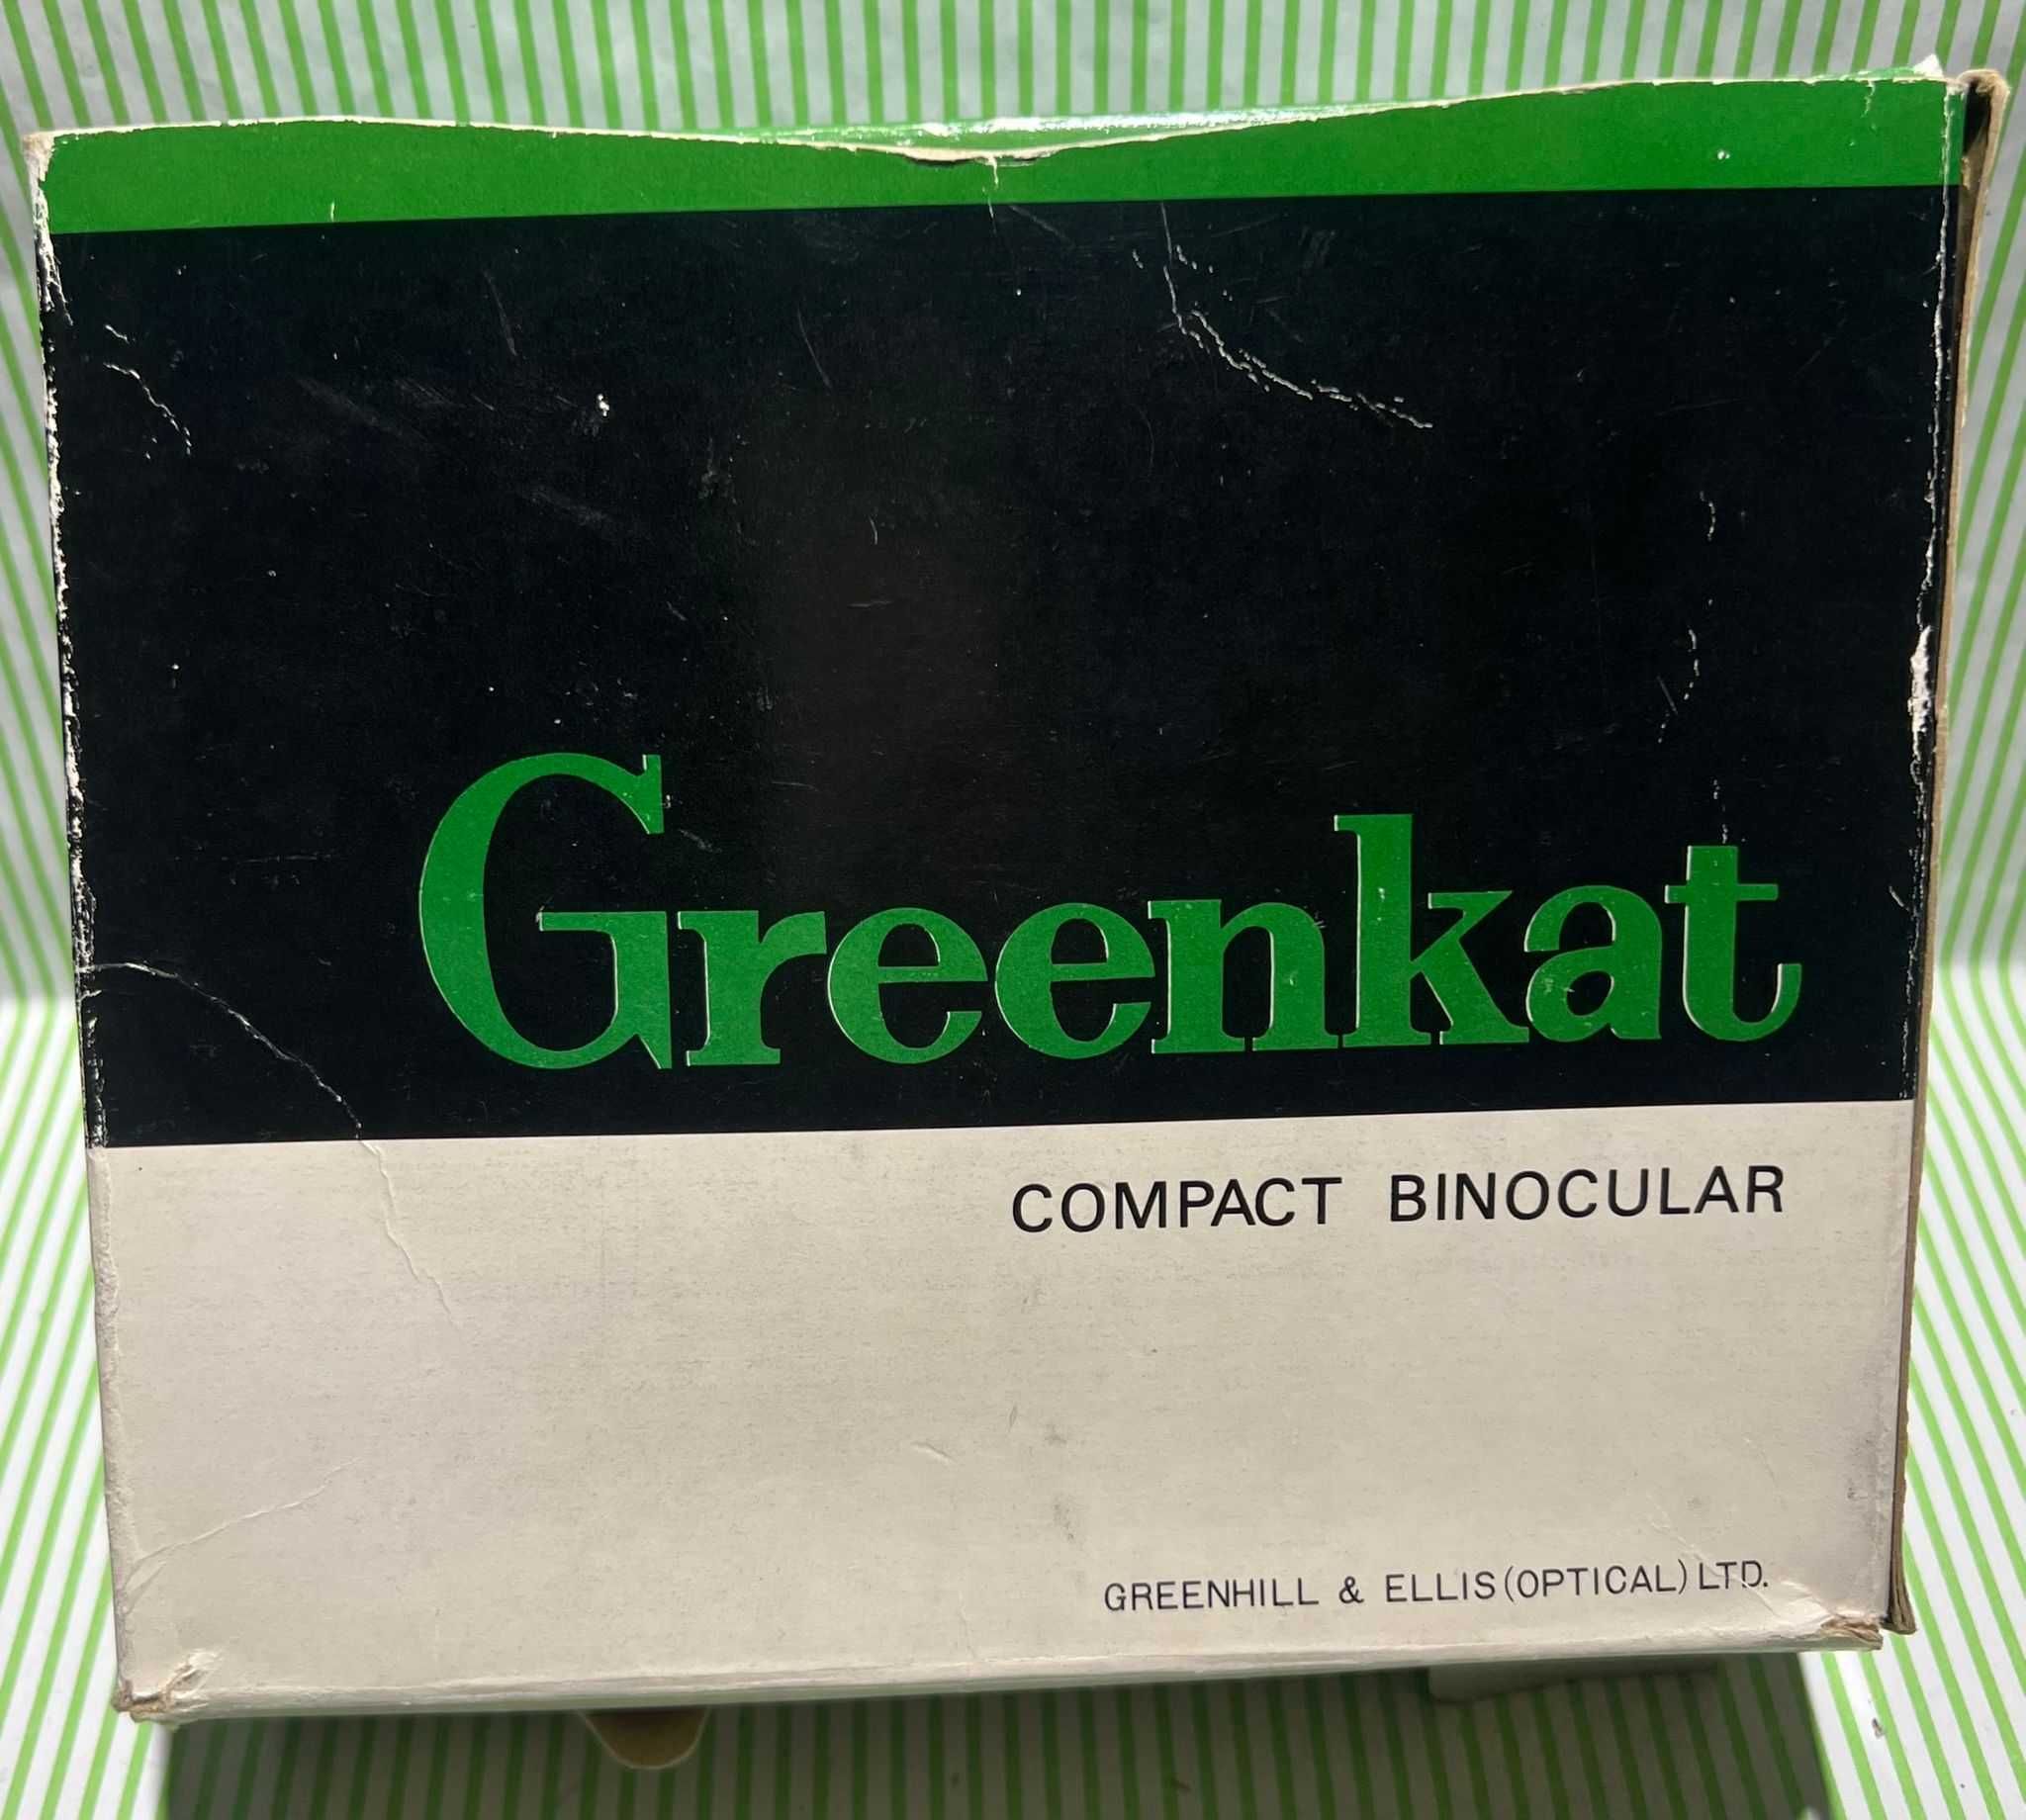 Greenkat
COMPACT BINOCULAR
GREENHILL & ELLIS (OPTICAL) LTD.